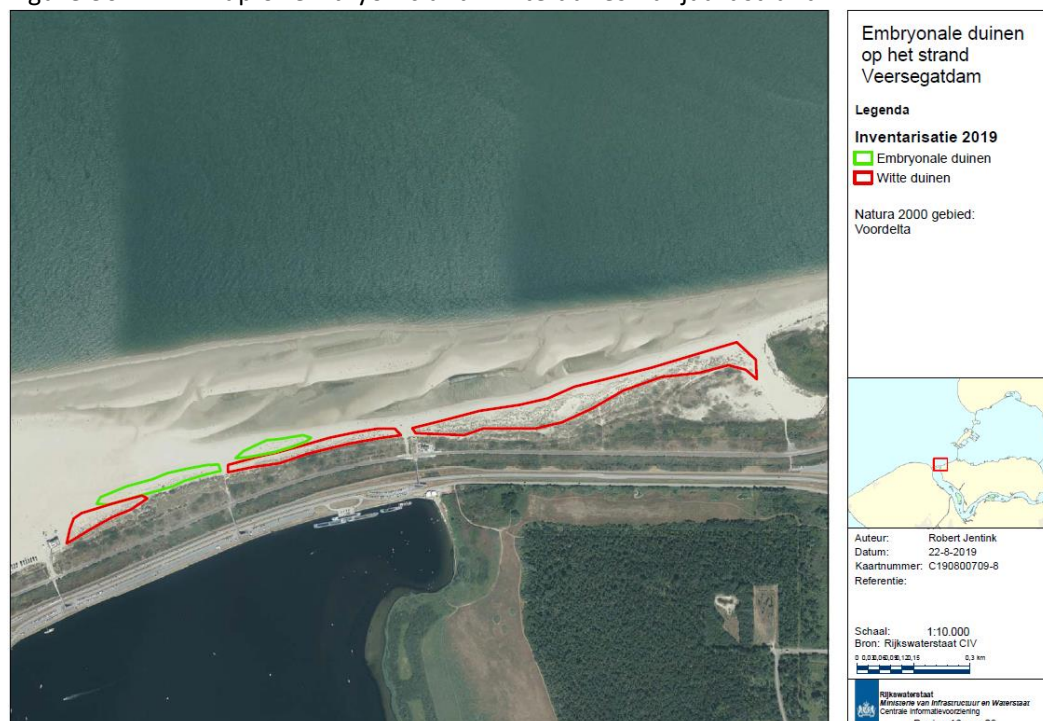 Embryonale duinen
op het strand
Veersegatdam
Legenda
Inventarisatie 2019
Embryonale duinen
Witte duinen
Natura 2000 gebied:
Voordelta
Auteur: Robert Jentink
Datum: 22-8-2019
Kaartnummer: C190800709-8
Referentie:
Schaal: 1:10.000
Bron: Rijkswaterstaat CIV
0,3 km
Rijkswaterstaat
Ministerie van Infrastructuur en Waterstaat
Centrale Informatievoorziening